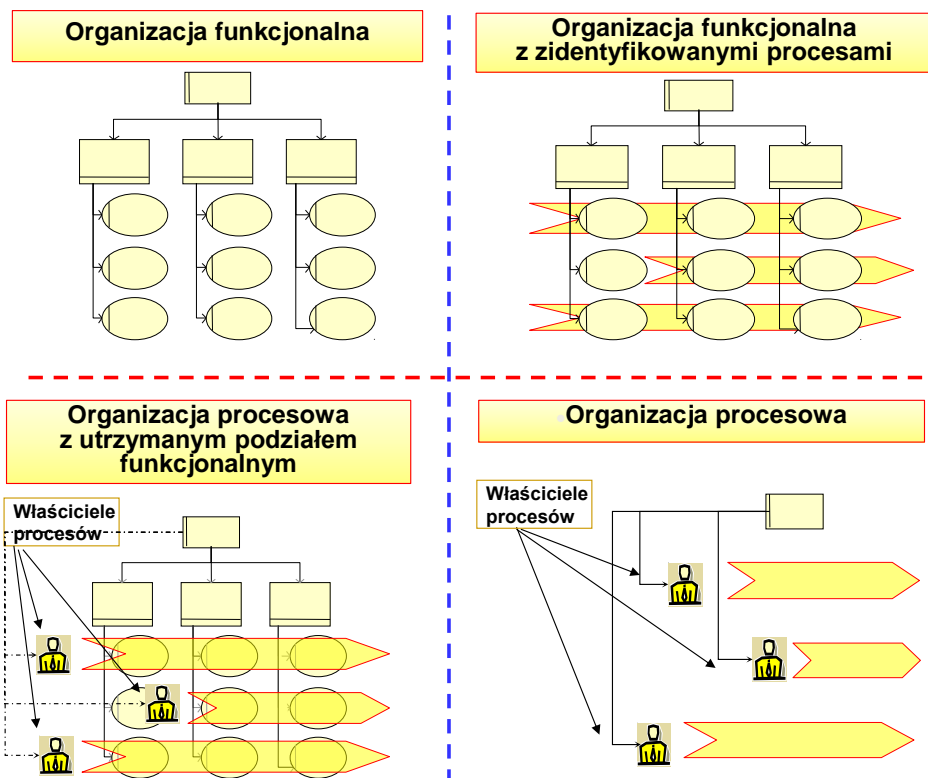 Organizacja funkcjonalna
Organizacja funkcjonalna
z zidentyfikowanymi procesami
Organizacja procesowa
z utrzymanym podziałem
funkcjonalnym
Właściciele
procesów
Organizacja procesowa
Właściciele
procesów